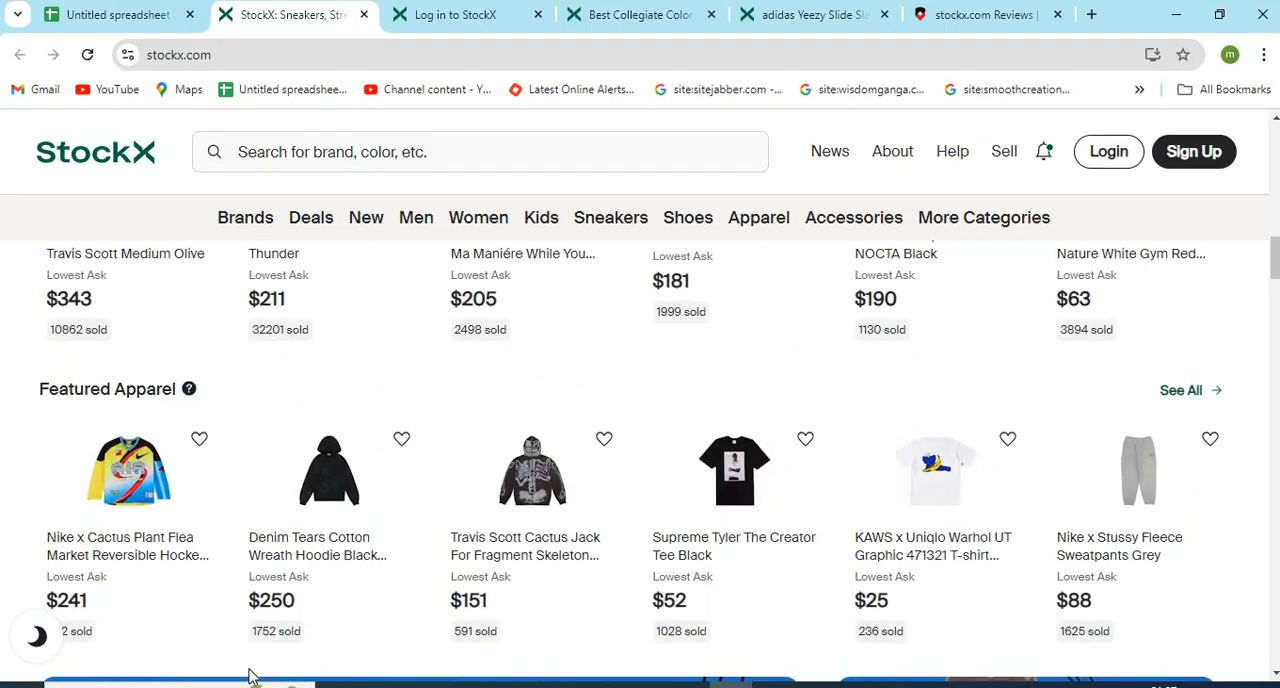 Untitled spreadsheet
StockX: Sneakers, Stre
Log in to StockX
Best Collegiate Color
adidas Yeezy Slide Sl
stockx.com Reviews |
stockx.com
m
Gmail
YouTube
Maps
Untitled spreadshee...
Channel content - Y...
Latest Online Alerts...
site:sitejabber.com -...
site:wisdomganga.c...
site:smoothcreation...
All Bookmarks
StockX
Search for brand, color, etc.
News
About
Help
Sell
Login
Sign Up
Brands
Deals
New
Men
Women
Kids
Sneakers
Shoes
Apparel
Accessories
More Categories
Travis Scott Medium Olive
Lowest Ask
$343
10862 sold
Thunder
Lowest Ask
$211
32201 sold
Ma Maniére While You...
Lowest Ask
$205
2498 sold
Lowest Ask
$181
1999 sold
NOCTA Black
Lowest Ask
$190
1130 sold
Nature White Gym Red...
Lowest Ask
$63
3894 sold
Featured Apparel ?
See All →
Nike x Cactus Plant Flea
Market Reversible Hocke...
Lowest Ask
$241
2 sold
Denim Tears Cotton
Wreath Hoodie Black...
Lowest Ask
$250
1752 sold
Travis Scott Cactus Jack
For Fragment Skeleton...
Lowest Ask
$151
591 sold
Supreme Tyler The Creator
Tee Black
Lowest Ask
$52
1028 sold
KAWS x Uniqlo Warhol UT
Graphic 471321 T-shirt...
Lowest Ask
$25
236 sold
Nike x Stussy Fleece
Sweatpants Grey
Lowest Ask
$88
1625 sold